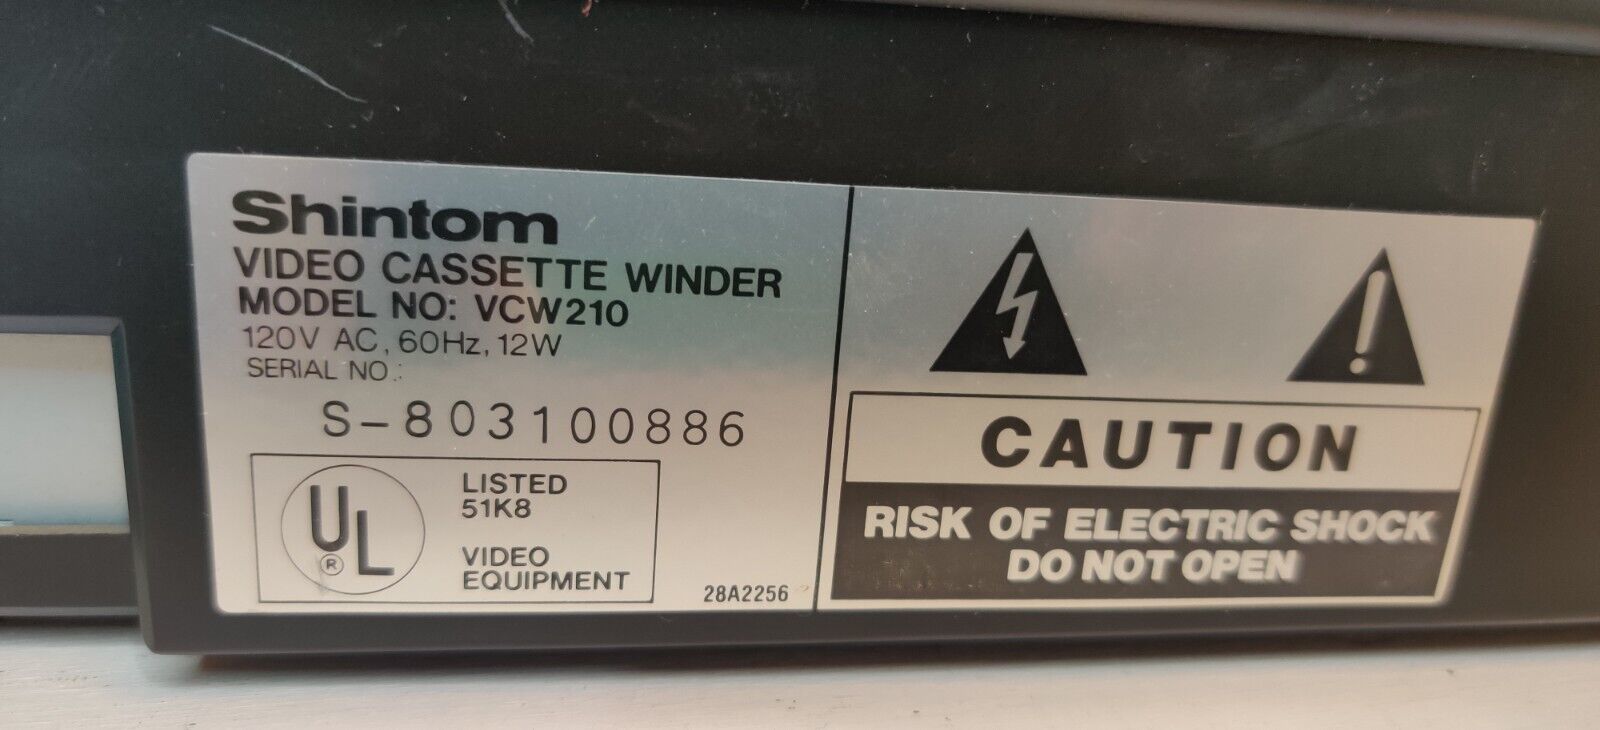 Shintom
VIDEO CASSETTE WINDER
MODEL NO: VCW210
120V AC, 60Hz, 12W
SERIAL NO.:
S-803100886
UL
®
LISTED
51K8
VIDEO
EQUIPMENT
28A2256
CAUTION
RISK OF ELECTRIC SHOCK
DO NOT OPEN